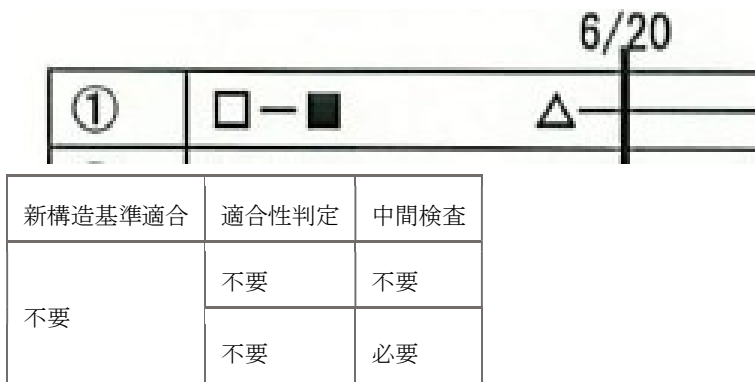 6/20
① □-■ △-
新構造基準適合 適合性判定 中間検査
不要 不要 不要
不要 必要